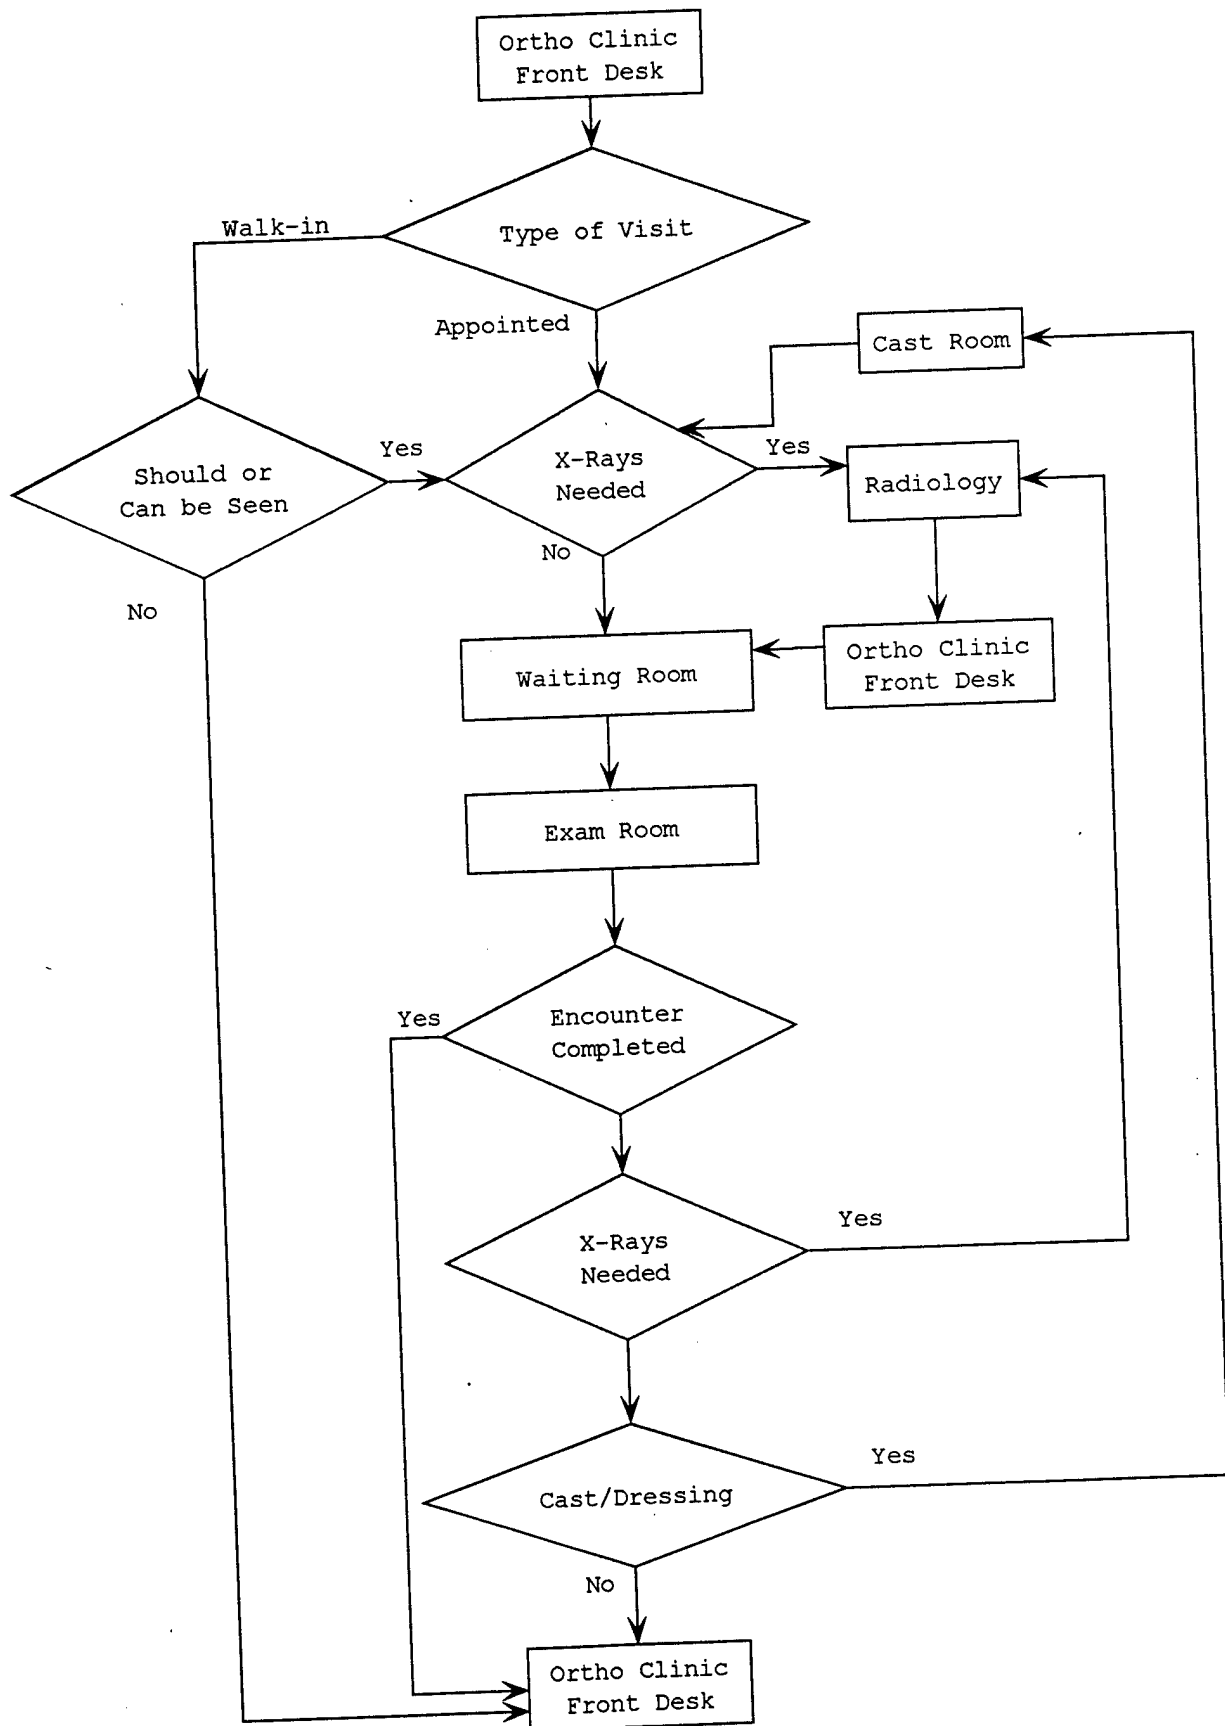 Ortho Clinic
Front Desk
Walk-in
Type of Visit
Appointed
Cast Room
Should or
Can be Seen
Yes
X-Rays
Needed
Yes
Radiology
No
No
Waiting Room
Ortho Clinic
Front Desk
Exam Room
Yes
Encounter
Completed
X-Rays
Needed
Yes
Cast/Dressing
Yes
No
Ortho Clinic
Front Desk